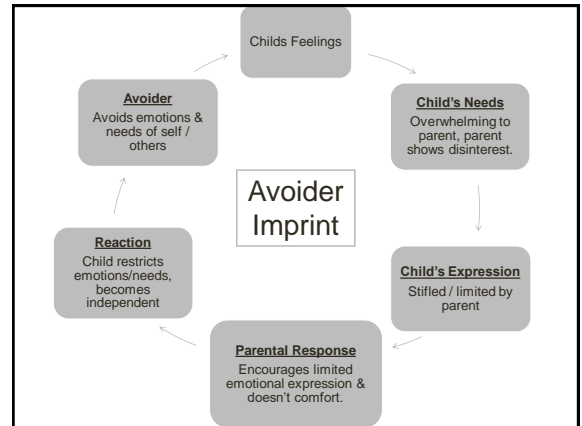 Childs Feelings
Child's Needs
Overwhelming to
parent, parent
shows disinterest.
Child's Expression
Stifled / limited by
parent
Parental Response
Encourages limited
emotional expression &
doesn't comfort.
Reaction
Child restricts
emotions/needs,
becomes
independent
Avoider
Avoids emotions &
needs of self /
others
Avoider
Imprint